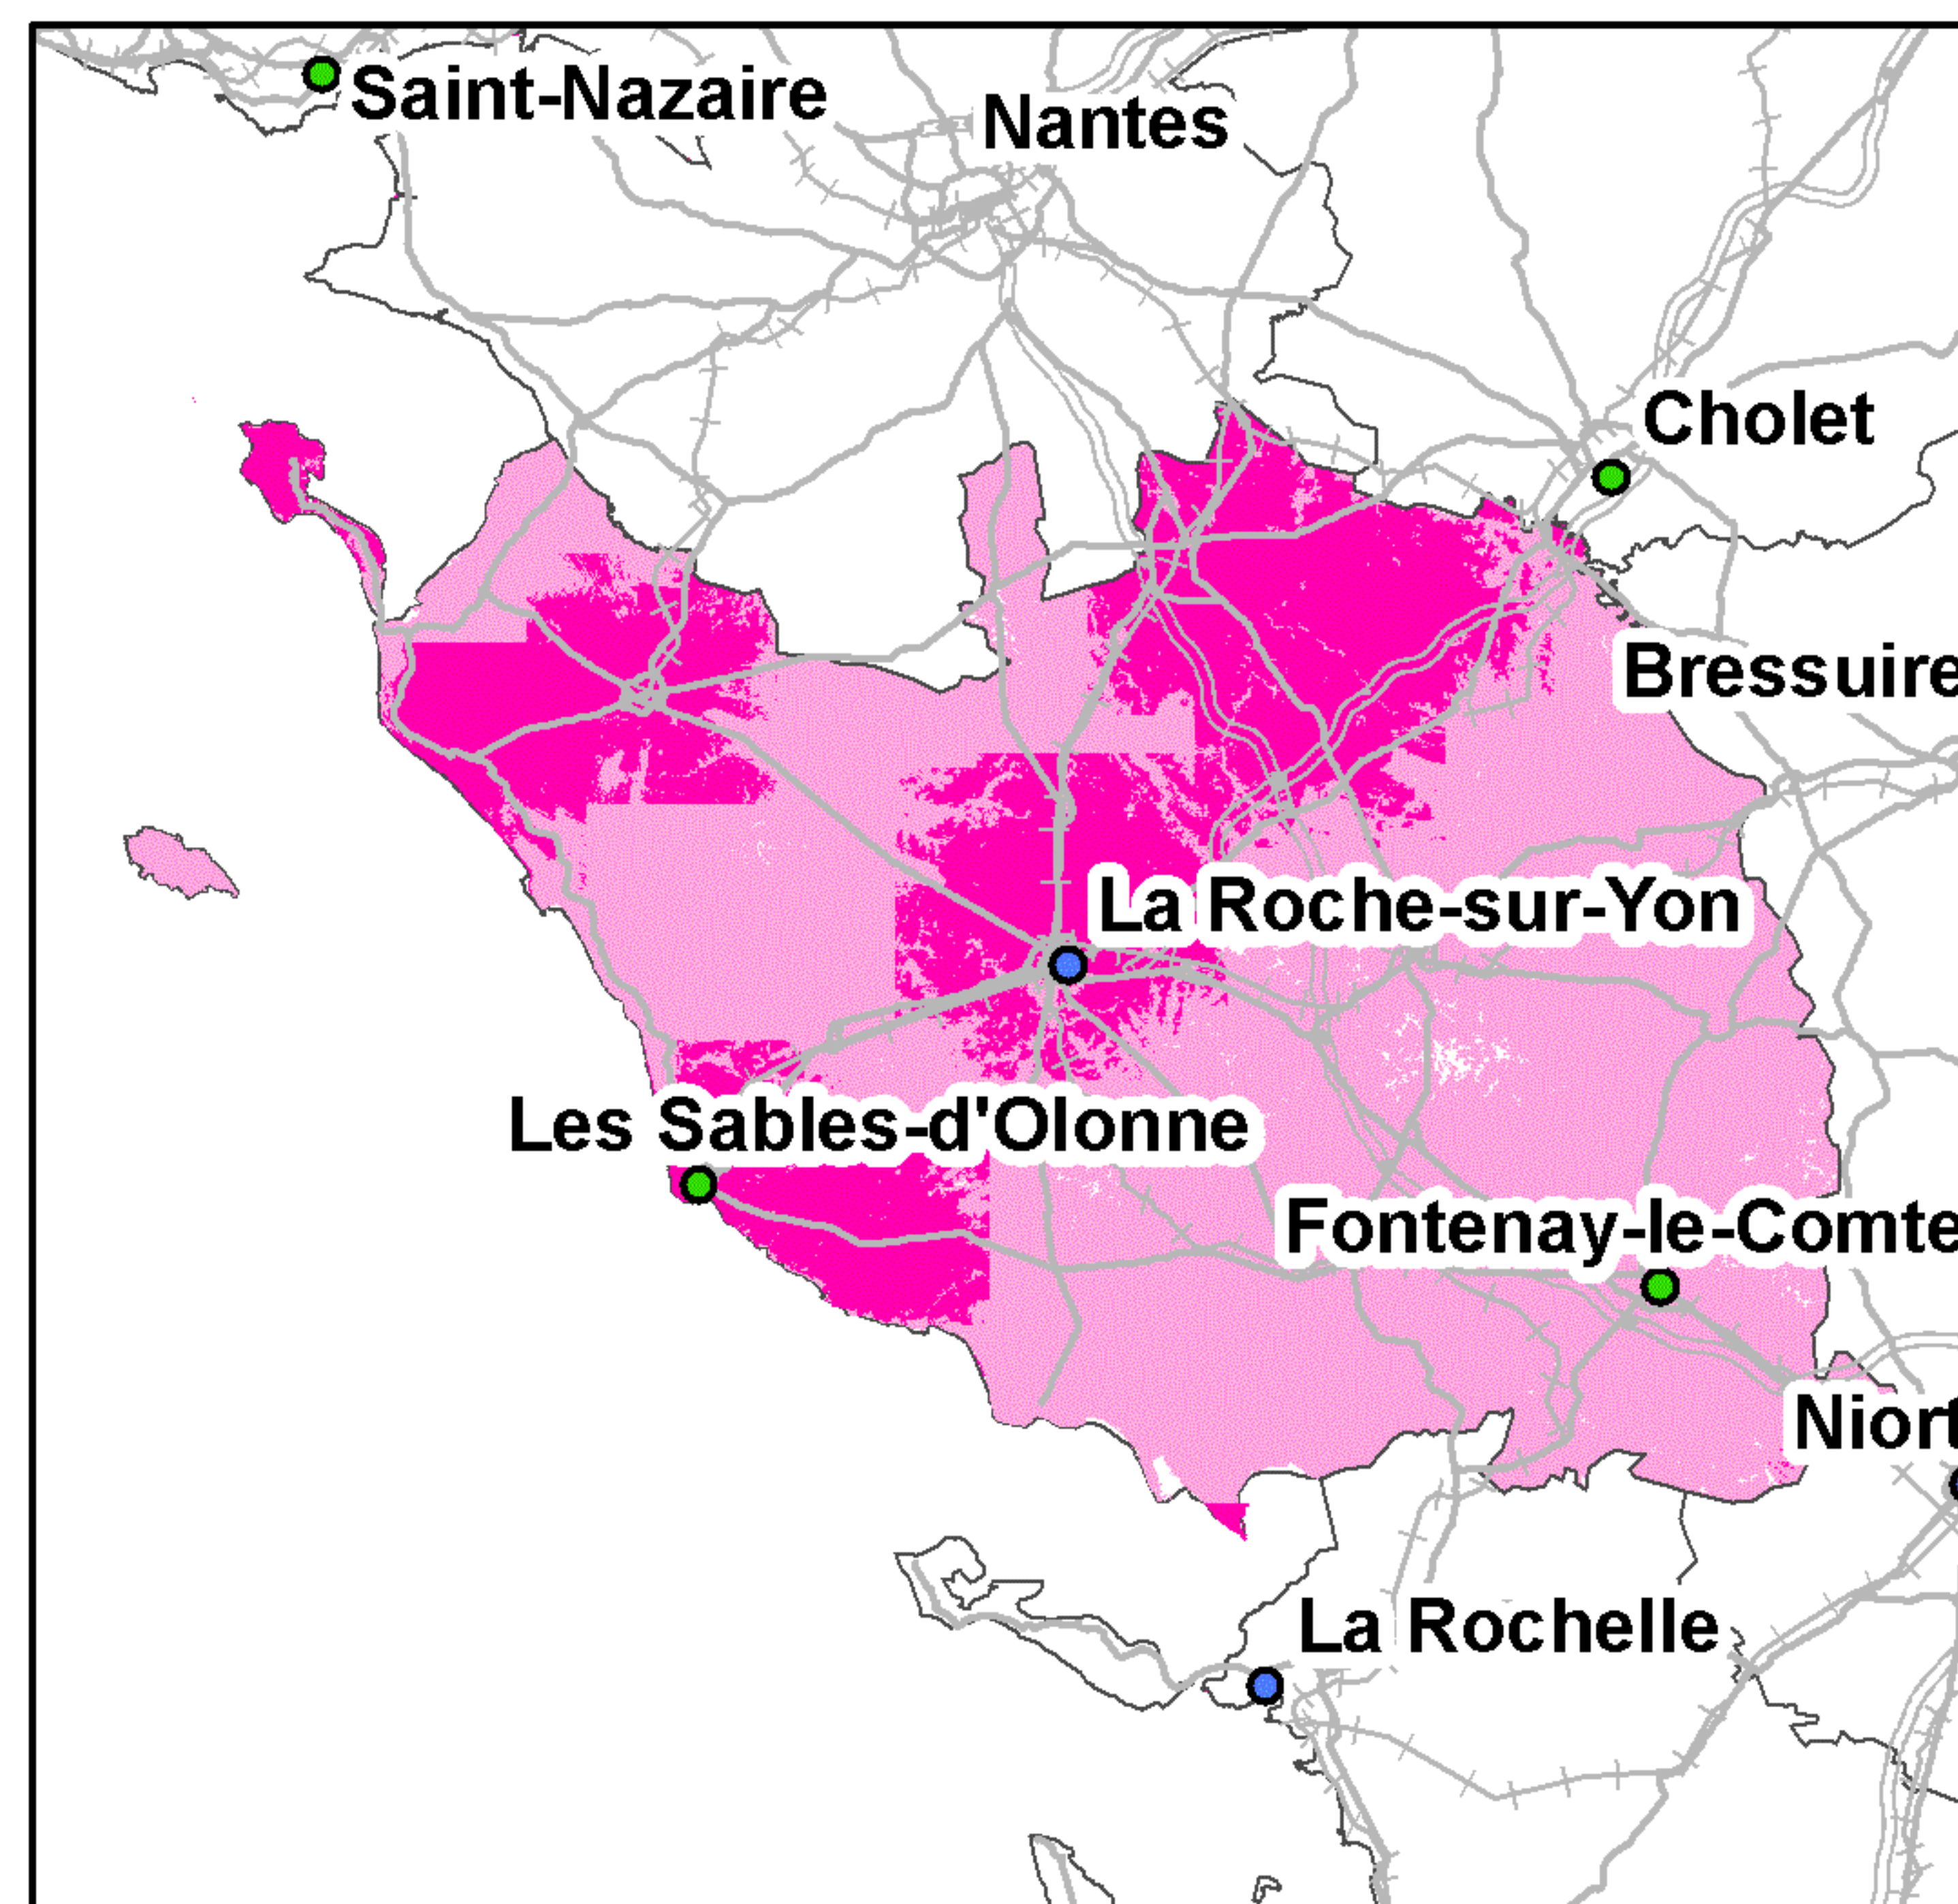 Saint-Nazaire
Nantes
Cholet
Bressuire
La Roche-sur-Yon
Les Sables-d'Olonne
Fontenay-le-Comte
Niort
La Rochelle